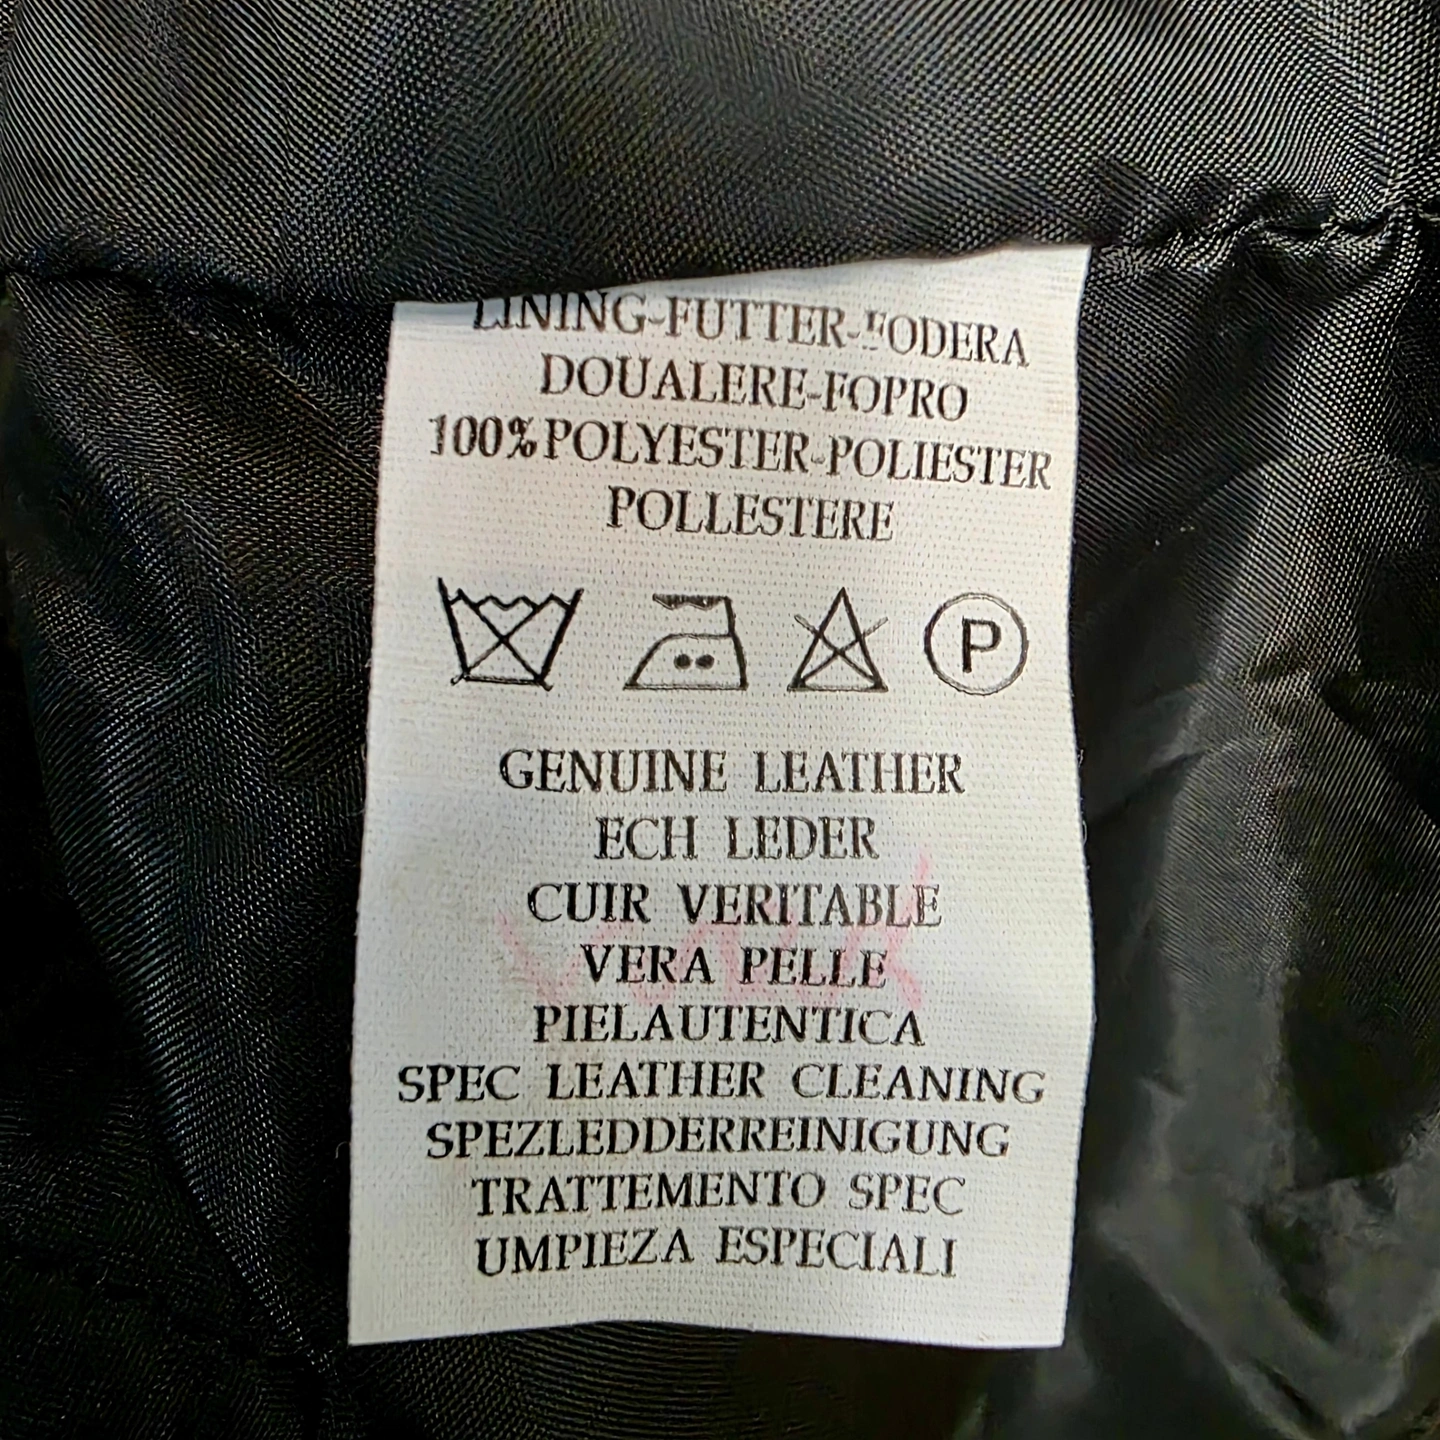 LINING-FUTTER-FODERA
DOUALERE-FOPRO
100%POLYESTER-POLIESTER
POLLESTERE
P
GENUINE LEATHER
ECH LEDER
CUIR VERITABLE
VERA PELLE
PIELAUTENTICA
SPEC LEATHER CLEANING
SPEZLEDDERREINIGUNG
TRATTEMENTO SPEC
UMPIEZA ESPECIALI